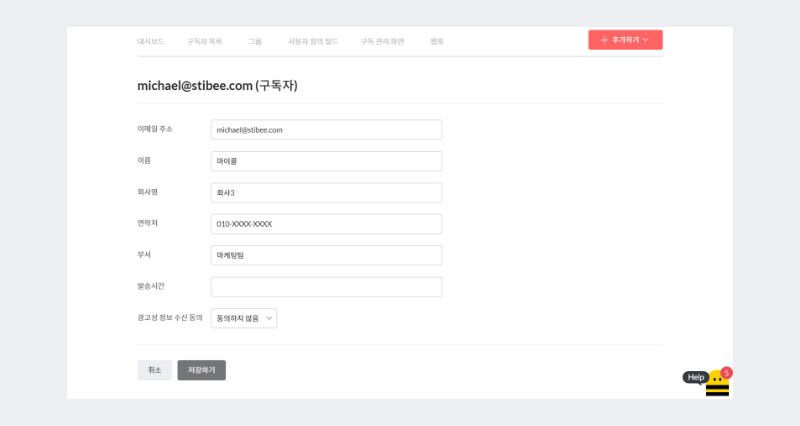 대시보드 구독자 목록 그룹 사용자 정의 필드 구독 관리 화면 웹훅
+ 추가하기
michael@stibee.com (구독자)
이메일 주소 michael@stibee.com
이름 마이클
회사명 회사3
연락처 010-XXXX-XXXX
부서 마케팅팀
발송시간
광고성 정보 수신 동의 동의하지 않음
취소 저장하기
Help 5